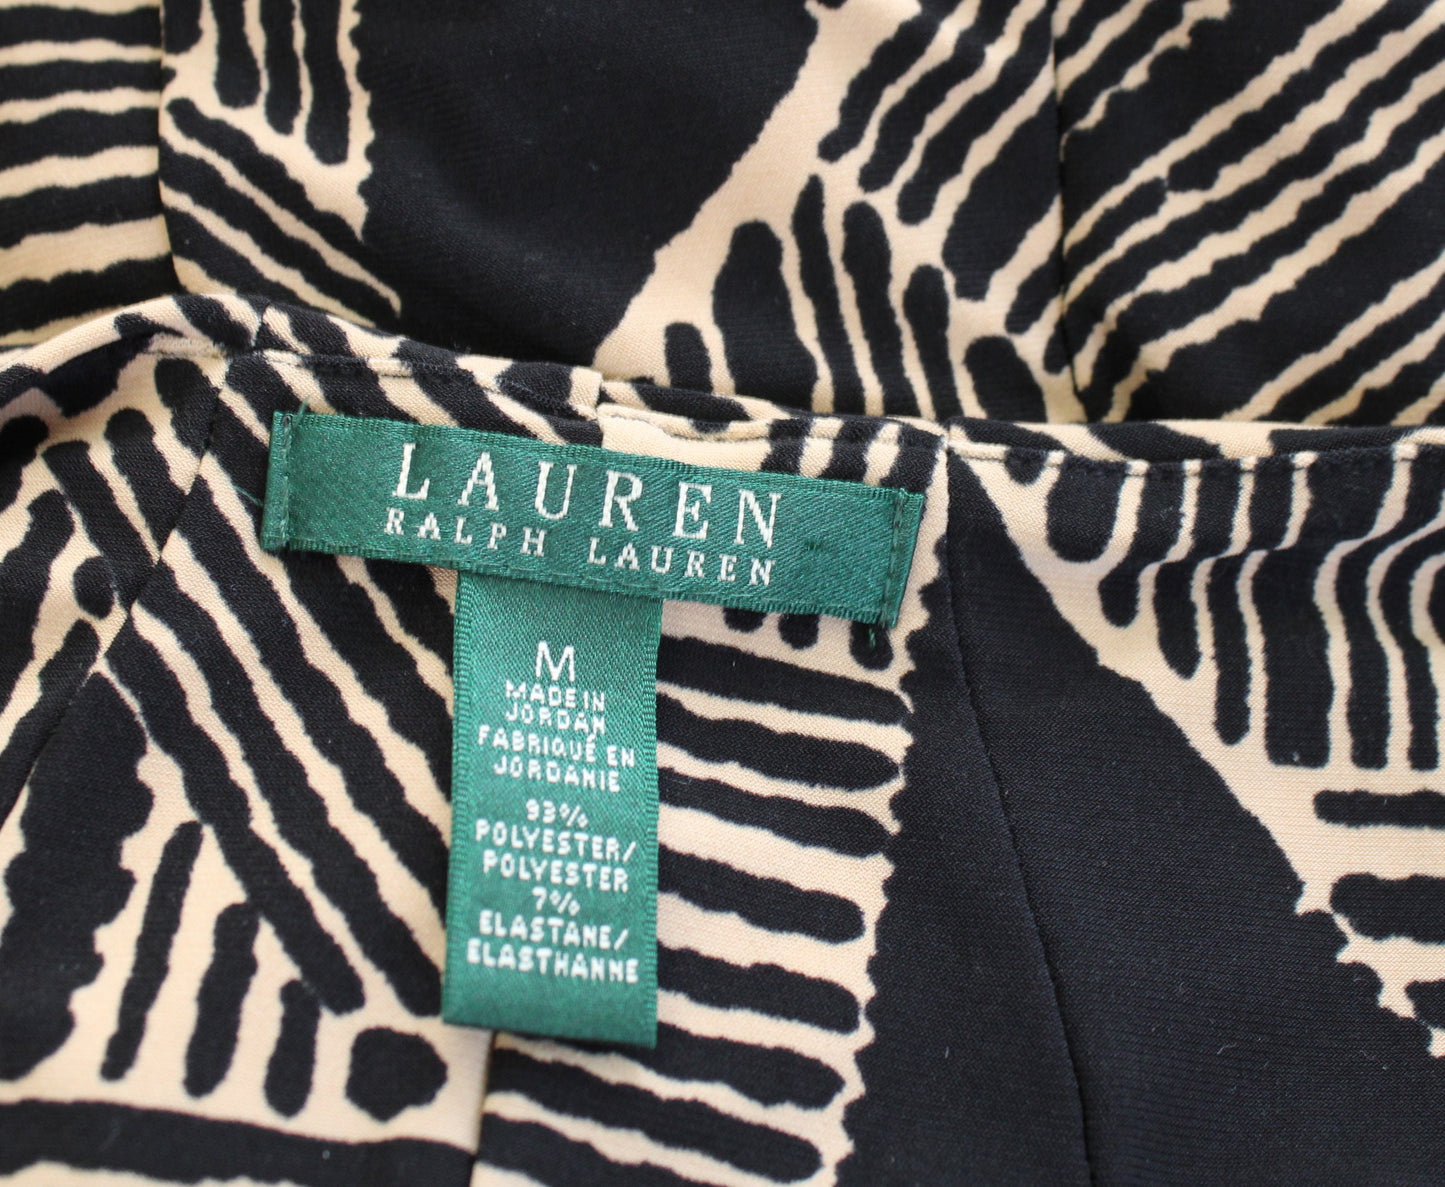 LAUREN
RALPH LAUREN
M
MADE IN
JORDAN
FABRIQUÉ EN
JORDANIE
93%
POLYESTER/
POLYESTER
7%
ELASTANE/
ELASTHANNE